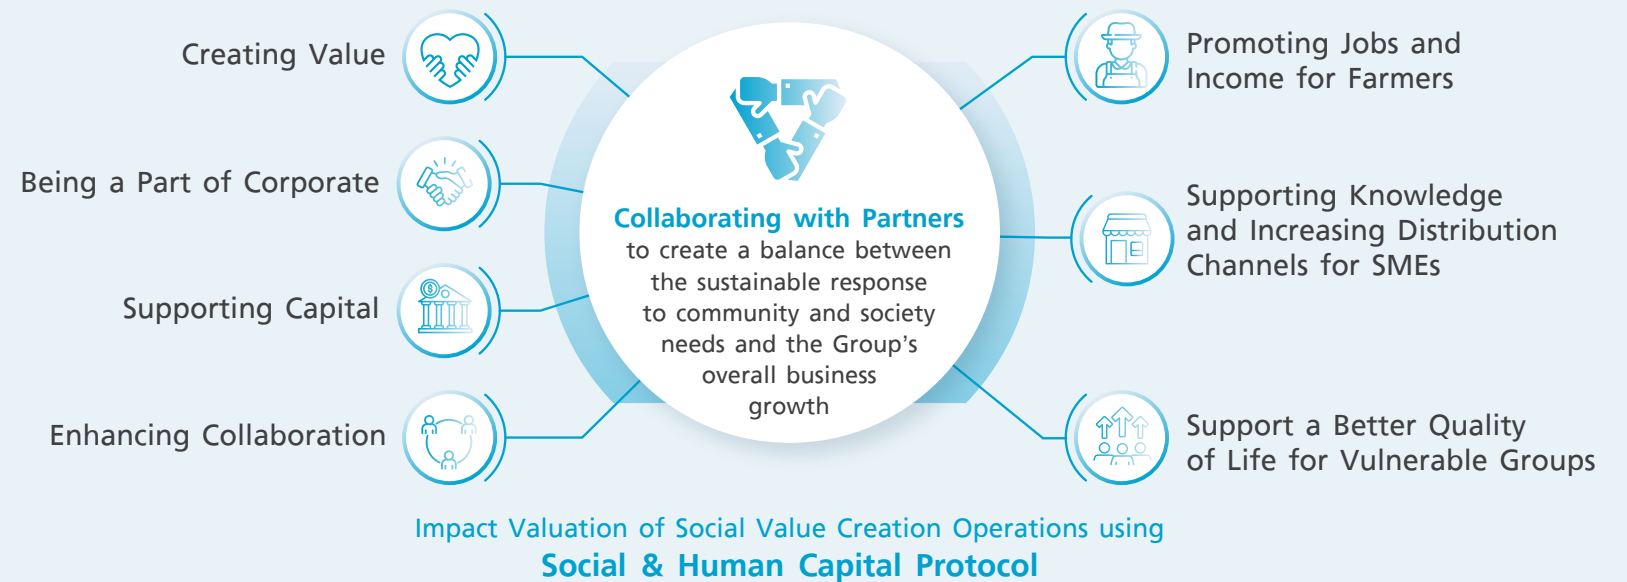 Creating Value
Being a Part of Corporate
Supporting Capital
Enhancing Collaboration
Collaborating with Partners
to create a balance between
the sustainable response
to community and society
needs and the Group's
overall business
growth
Promoting Jobs and
Income for Farmers
Supporting Knowledge
and Increasing Distribution
Channels for SMEs
Support a Better Quality
of Life for Vulnerable Groups
Impact Valuation of Social Value Creation Operations using
Social & Human Capital Protocol